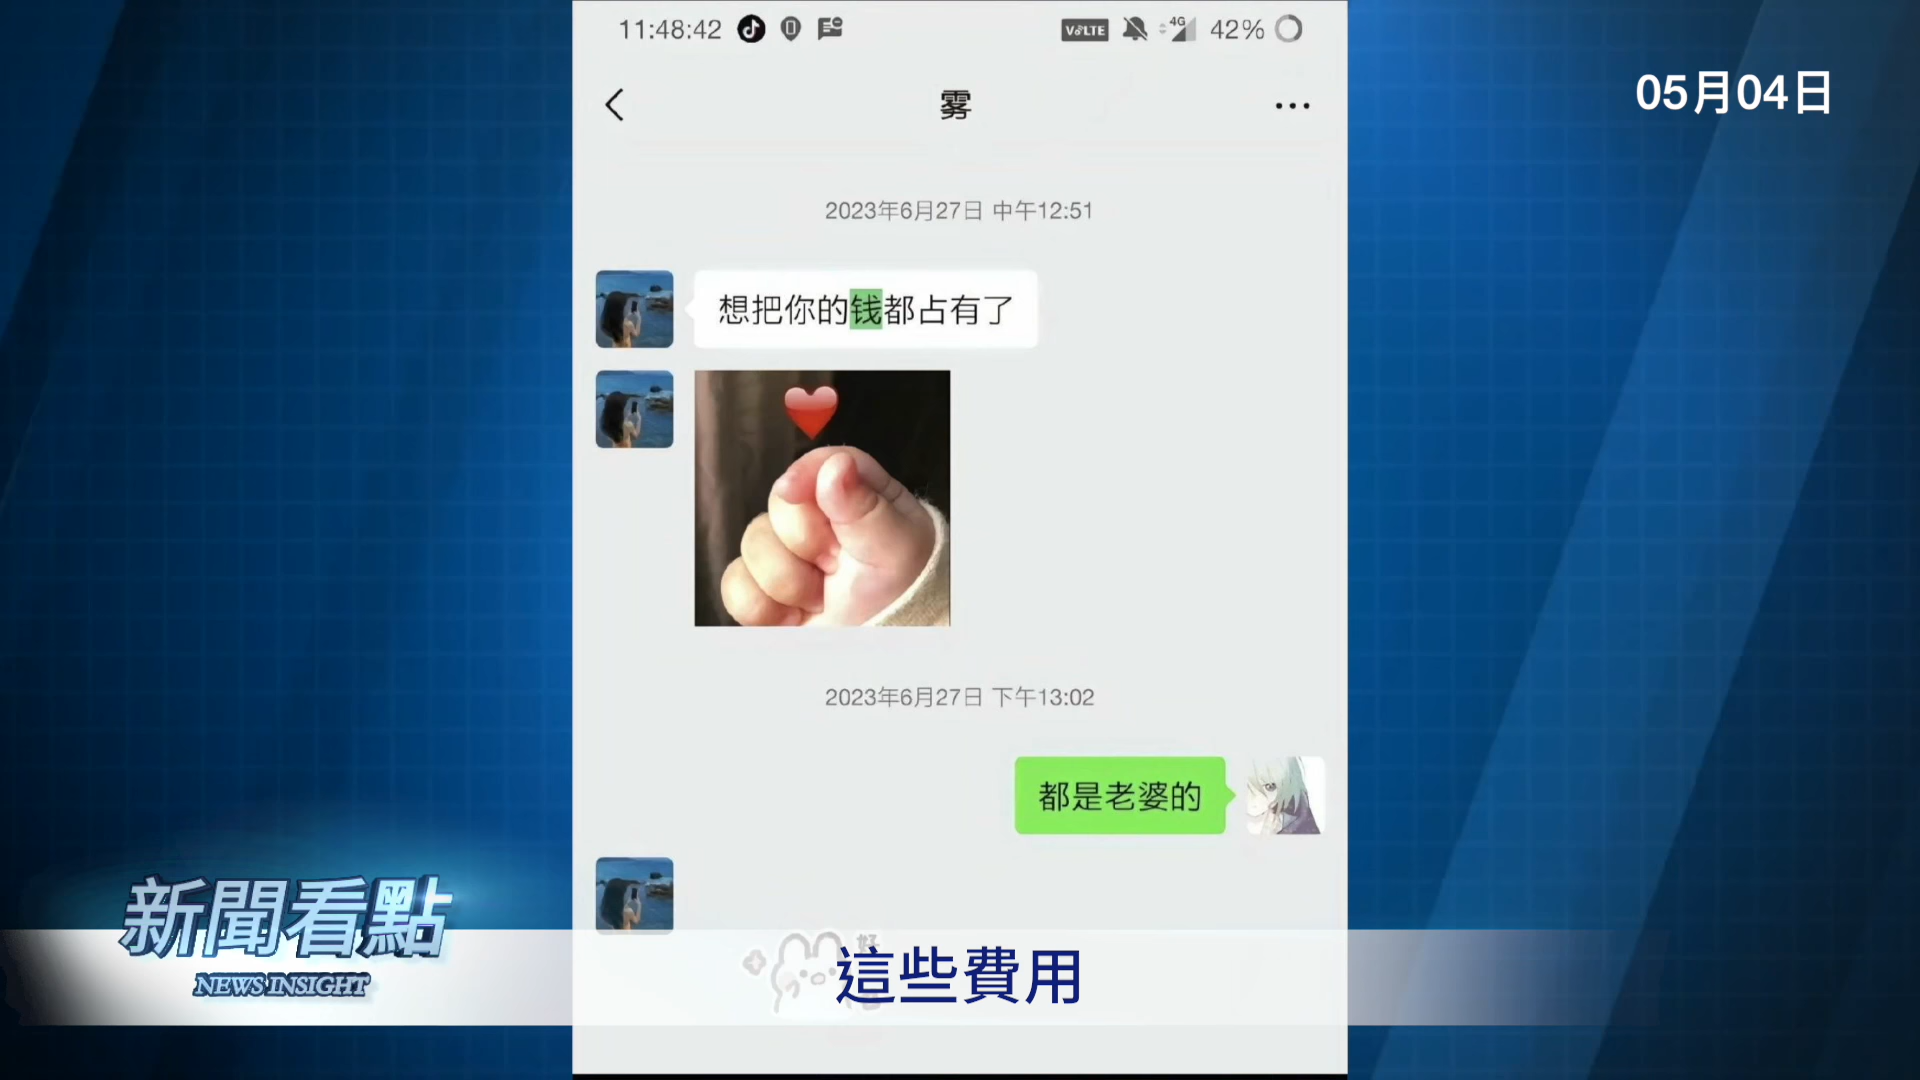 11:48:42
VoLTE
4G
42%
雾
05月04日
2023年6月27日 中午12:51
想把你的钱都占有了
2023年6月27日 下午13:02
都是老婆的
好
新聞看點
NEWS INSIGHT
這些費用